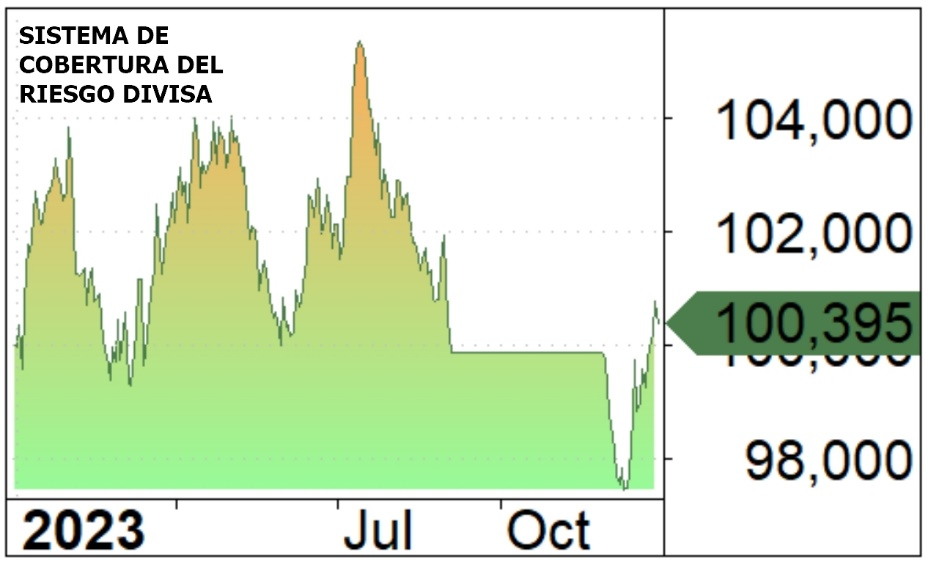 SISTEMA DE
COBERTURA DEL
RIESGO DIVISA
104,000
102,000
100,395
98,000
2023 Jul Oct